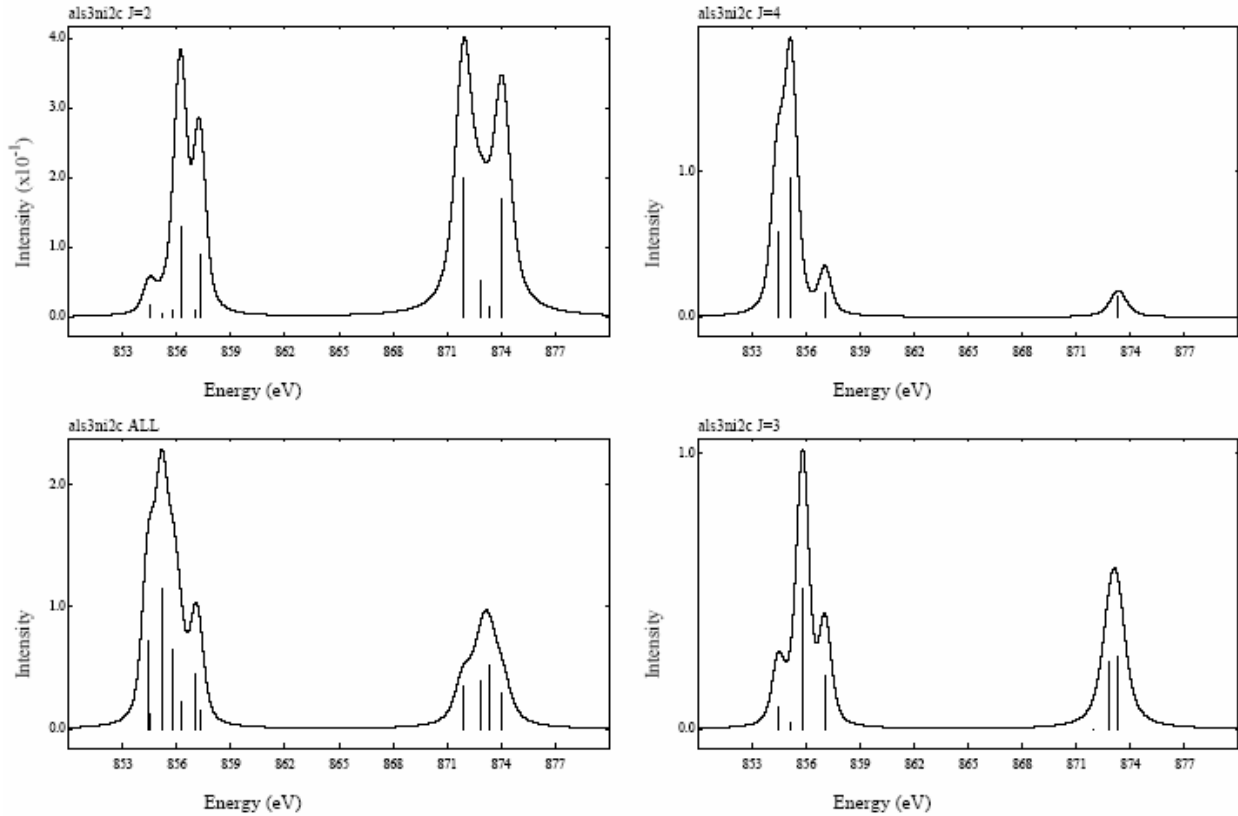 als3ni2c J=2
4.0
3.0
2.0
1.0
0.0
Intensity (x10⁻¹)
853 856 859 862 865 868 871 874 877
Energy (eV)
als3ni2c J=4
1.0
0.0
Intensity
853 856 859 862 865 868 871 874 877
Energy (eV)
als3ni2c ALL
2.0
1.0
0.0
Intensity
853 856 859 862 865 868 871 874 877
Energy (eV)
als3ni2c J=3
1.0
0.0
Intensity
853 856 859 862 865 868 871 874 877
Energy (eV)